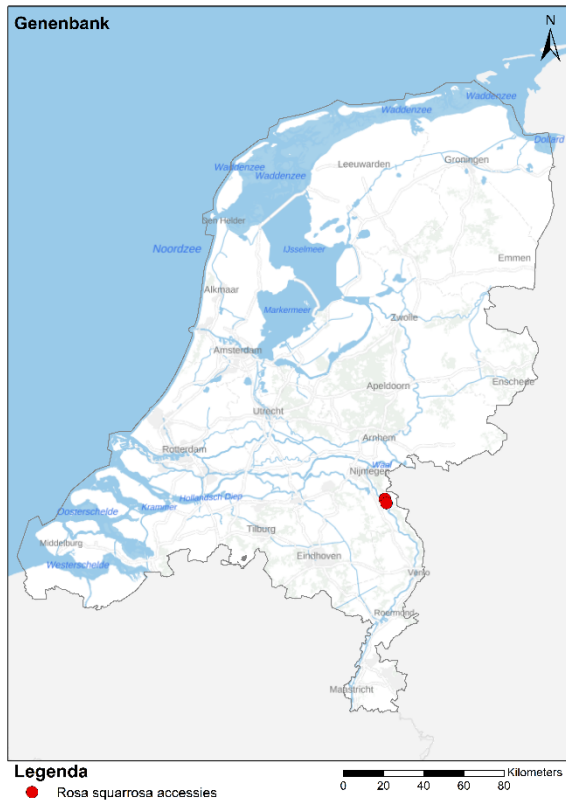 Genenbank
N
Waddenzee
Waddenzee
Dollard
Groningen
Leeuwarden
Waddenzee
Waddenzee
Den Helder
Noordzee
IJsselmeer
Emmen
Alkmaar
Markermeer
Zwolle
Amsterdam
Enschede
Apeldoorn
Utrecht
Arnhem
Rotterdam
Waal
Nijmegen
Hollandsch Diep
Krammer
Oosterschelde
Tilburg
Middelburg
Eindhoven
Westerschelde
Venlo
Roermond
Maastricht
Legenda
Rosa squarrosa accessies
Kilometers
0 20 40 60 80